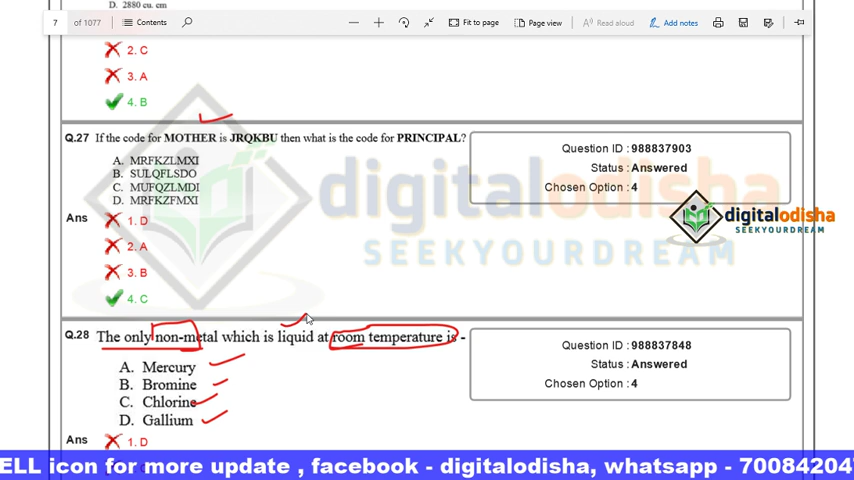 D. 2880 cu. cm
7 of 1077 Contents Fit to page Page view Read aloud Add notes
2. C
3. A
4. B
Q.27 If the code for MOTHER is JRQKBU then what is the code for PRINCIPAL?
A. MRFKZLMXI
B. SULQFLSDO
C. MUFQZLMDI
D. MRFKZFMXI
Ans 1. D
2. A
3. B
4. C
Question ID : 988837903
Status : Answered
Chosen Option : 4
digitalodisha
SEEKYOURDREAM
digitalodisha
SEEKYOURDREAM
Q.28 The only non-metal which is liquid at room temperature is -
A. Mercury
B. Bromine
C. Chlorine
D. Gallium
Ans 1. D
Question ID : 988837848
Status : Answered
Chosen Option : 4
ELL icon for more update , facebook - digitalodisha, whatsapp - 70084204